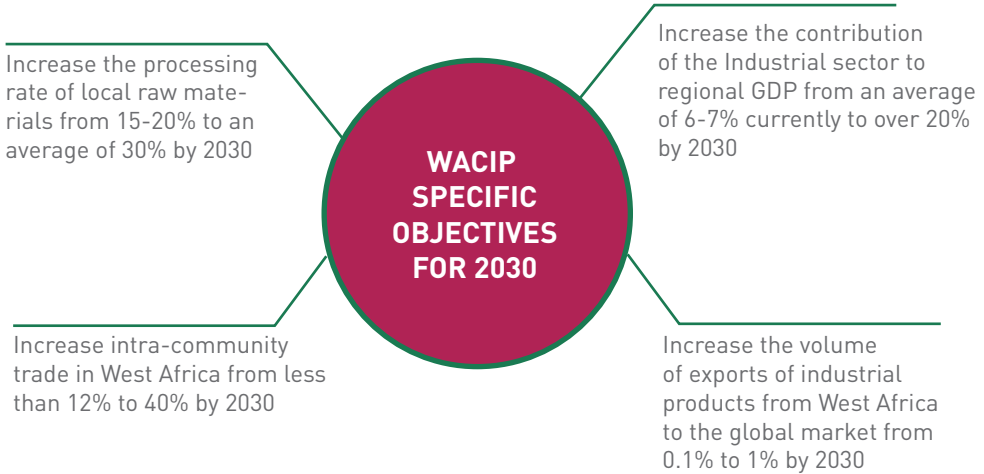 Increase the processing
rate of local raw mate-
rials from 15-20% to an
average of 30% by 2030
Increase the contribution
of the Industrial sector to
regional GDP from an average
of 6-7% currently to over 20%
by 2030
WACIP
SPECIFIC
OBJECTIVES
FOR 2030
Increase intra-community
trade in West Africa from less
than 12% to 40% by 2030
Increase the volume
of exports of industrial
products from West Africa
to the global market from
0.1% to 1% by 2030